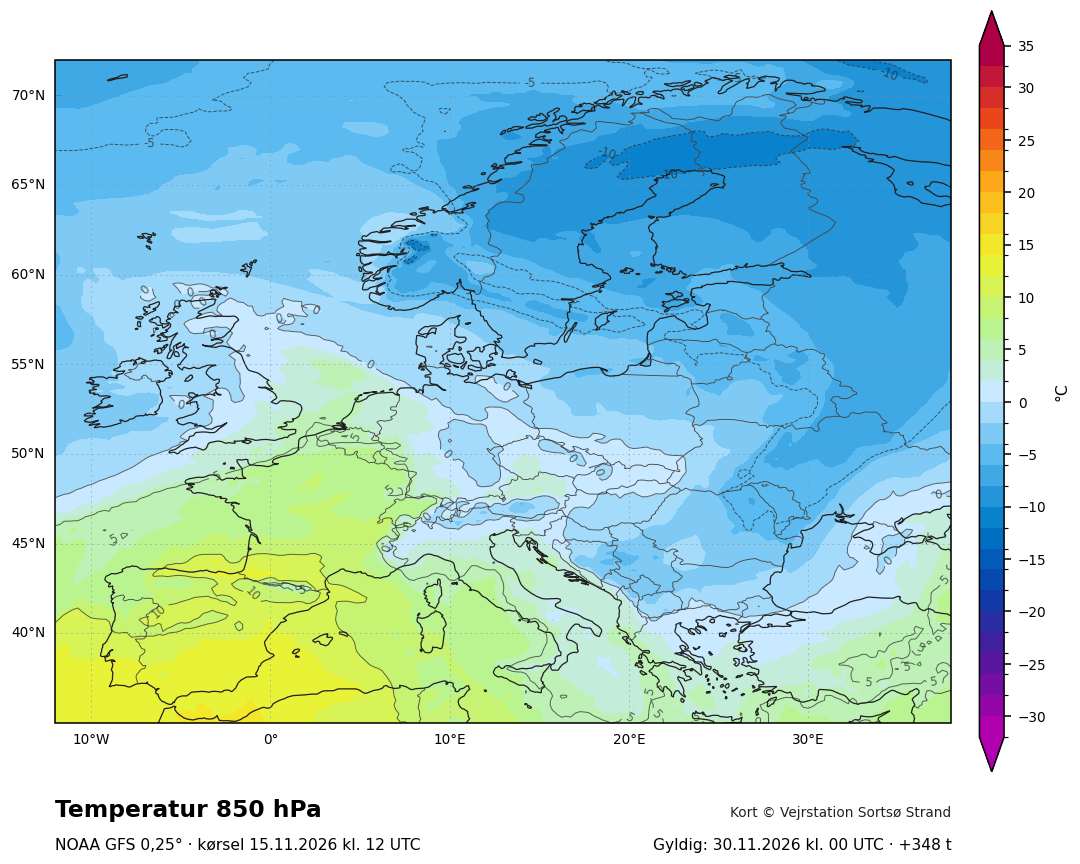 70°N
65°N
60°N
55°N
50°N
45°N
40°N
10°W 0° 10°E 20°E 30°E
35
30
25
20
15
10
5
0
−5
−10
−15
−20
−25
−30
°C
Temperatur 850 hPa
Kort © Vejrstation Sortsø Strand
NOAA GFS 0,25° · kørsel 15.11.2026 kl. 12 UTC
Gyldig: 30.11.2026 kl. 00 UTC · +348 t